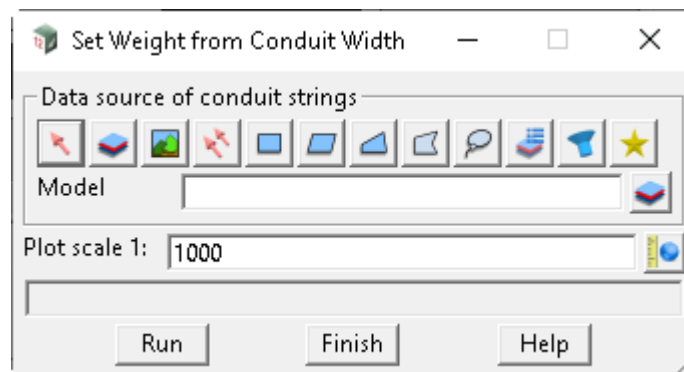 Set Weight from Conduit Width
Data source of conduit strings
Model
Plot scale 1: 1000
Run Finish Help